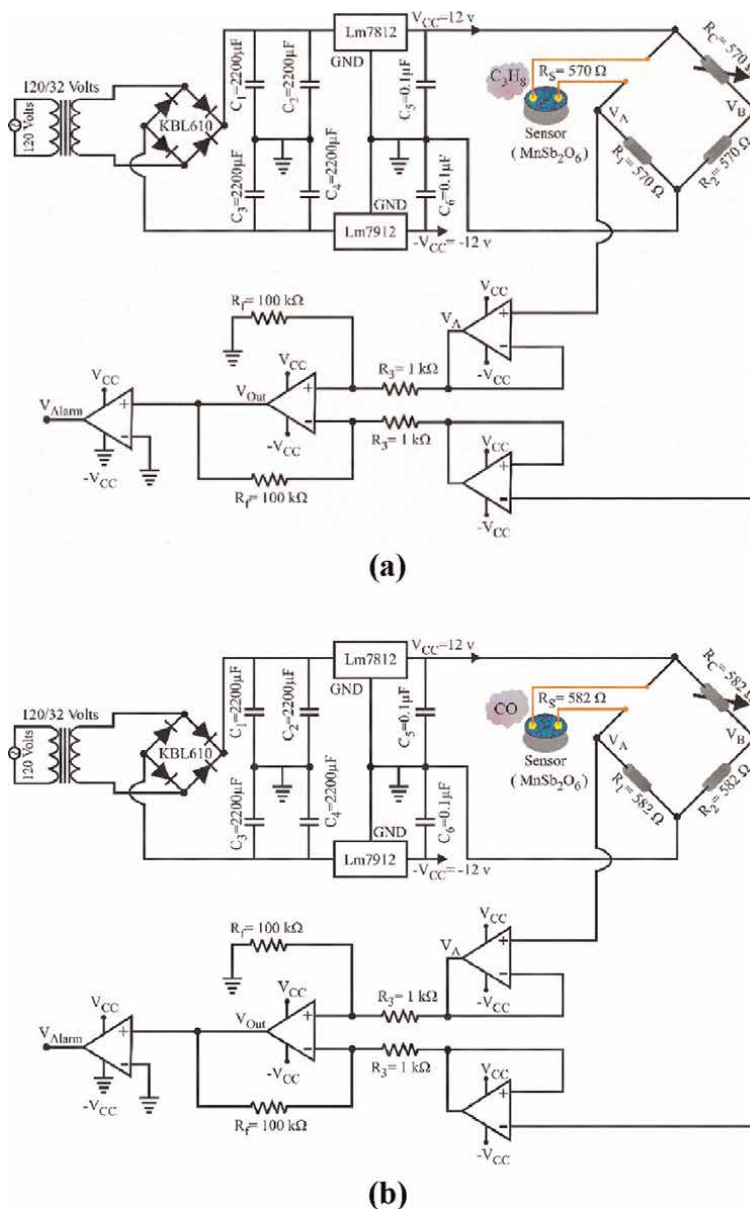 120/32 Volts
120 Volts
KBL610
C1=2200μF
C2=2200μF
C3=2200μF
C4=2200μF
Lm7812
GND
VCC=12 v
C5=0.1μF
C6=0.1μF
GND
Lm7912
-VCC= -12 v
C3H8
RS= 570 Ω
Sensor
(MnSb2O6)
VA
RC= 570 Ω
VB
R1= 570 Ω
R2= 570 Ω
Rf= 100 kΩ
VCC
VAlarm
+
-
-VCC
VCC
VOut
+
-
-VCC
Rf= 100 kΩ
R3= 1 kΩ
R3= 1 kΩ
VCC
VA
+
-
-VCC
VCC
+
-
-VCC
(a)
120/32 Volts
120 Volts
KBL610
C1=2200μF
C2=2200μF
C3=2200μF
C4=2200μF
Lm7812
GND
VCC=12 v
C5=0.1μF
C6=0.1μF
GND
Lm7912
-VCC= -12 v
CO
RS= 582 Ω
Sensor
(MnSb2O6)
VA
RC= 582 Ω
VB
R1= 582 Ω
R2= 582 Ω
Rf= 100 kΩ
VCC
VAlarm
+
-
-VCC
VCC
VOut
+
-
-VCC
Rf= 100 kΩ
R3= 1 kΩ
R3= 1 kΩ
VCC
VA
+
-
-VCC
VCC
+
-
-VCC
(b)